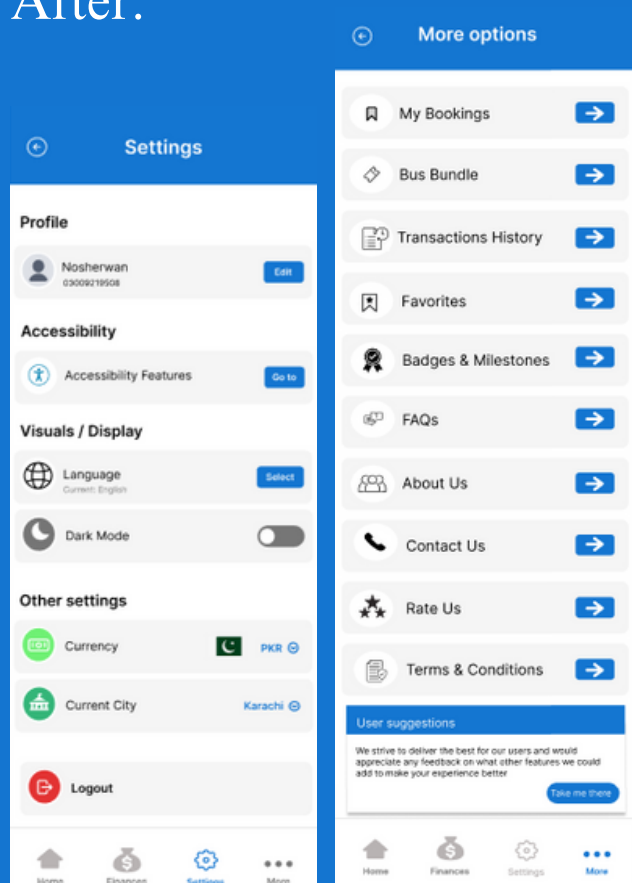 After:
Settings
Profile
Nosherwan
03009219508
Edit
Accessibility
Accessibility Features
Go to
Visuals / Display
Language
Current: English
Select
Dark Mode
Other settings
Currency
PKR
Current City
Karachi
Logout
Home
Finances
Settings
More
More options
My Bookings
Bus Bundle
Transactions History
Favorites
Badges & Milestones
FAQs
About Us
Contact Us
Rate Us
Terms & Conditions
User suggestions
We strive to deliver the best for our users and would
appreciate any feedback on what other features we could
add to make your experience better
Take me there
Home
Finances
Settings
More